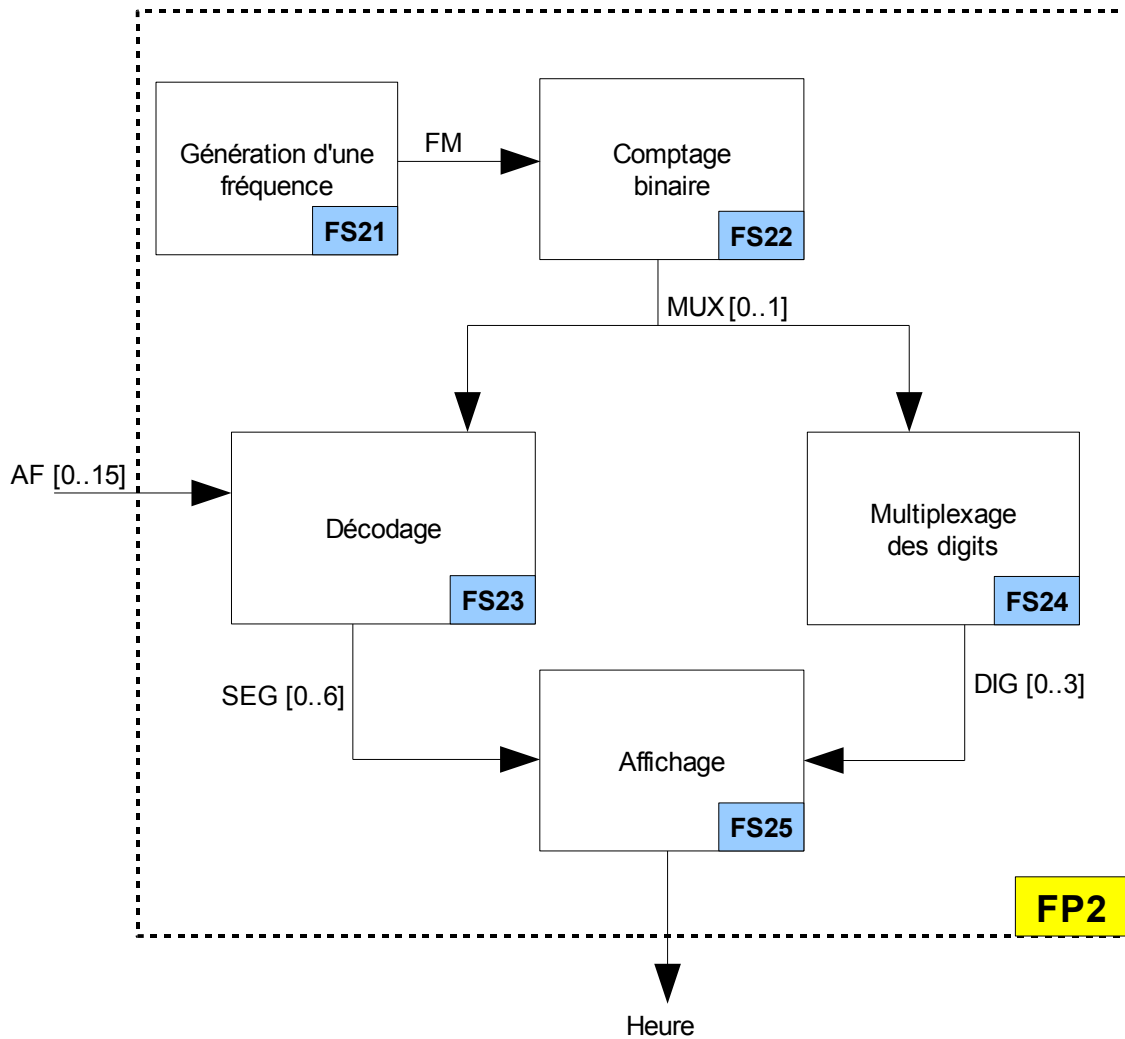 Génération d'une
fréquence
FS21
FM
Comptage
binaire
FS22
MUX [0..1]
AF [0..15]
Décodage
FS23
Multiplexage
des digits
FS24
SEG [0..6]
DIG [0..3]
Affichage
FS25
FP2
Heure